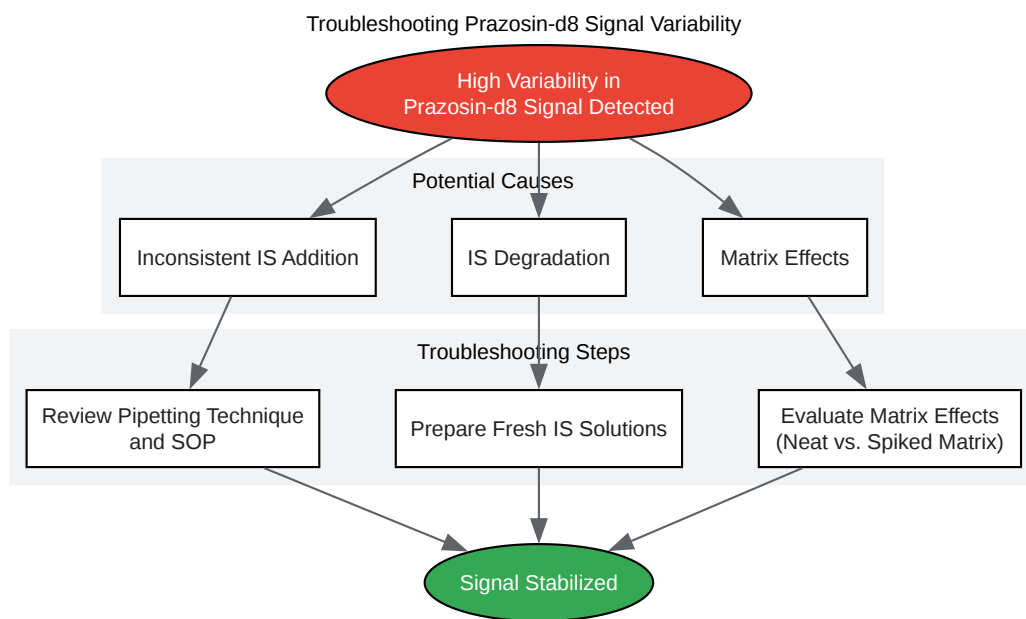 Troubleshooting Prazosin-d8 Signal Variability
High Variability in
Prazosin-d8 Signal Detected
Potential Causes
Inconsistent IS Addition
IS Degradation
Matrix Effects
Troubleshooting Steps
Review Pipetting Technique
and SOP
Prepare Fresh IS Solutions
Evaluate Matrix Effects
(Neat vs. Spiked Matrix)
Signal Stabilized